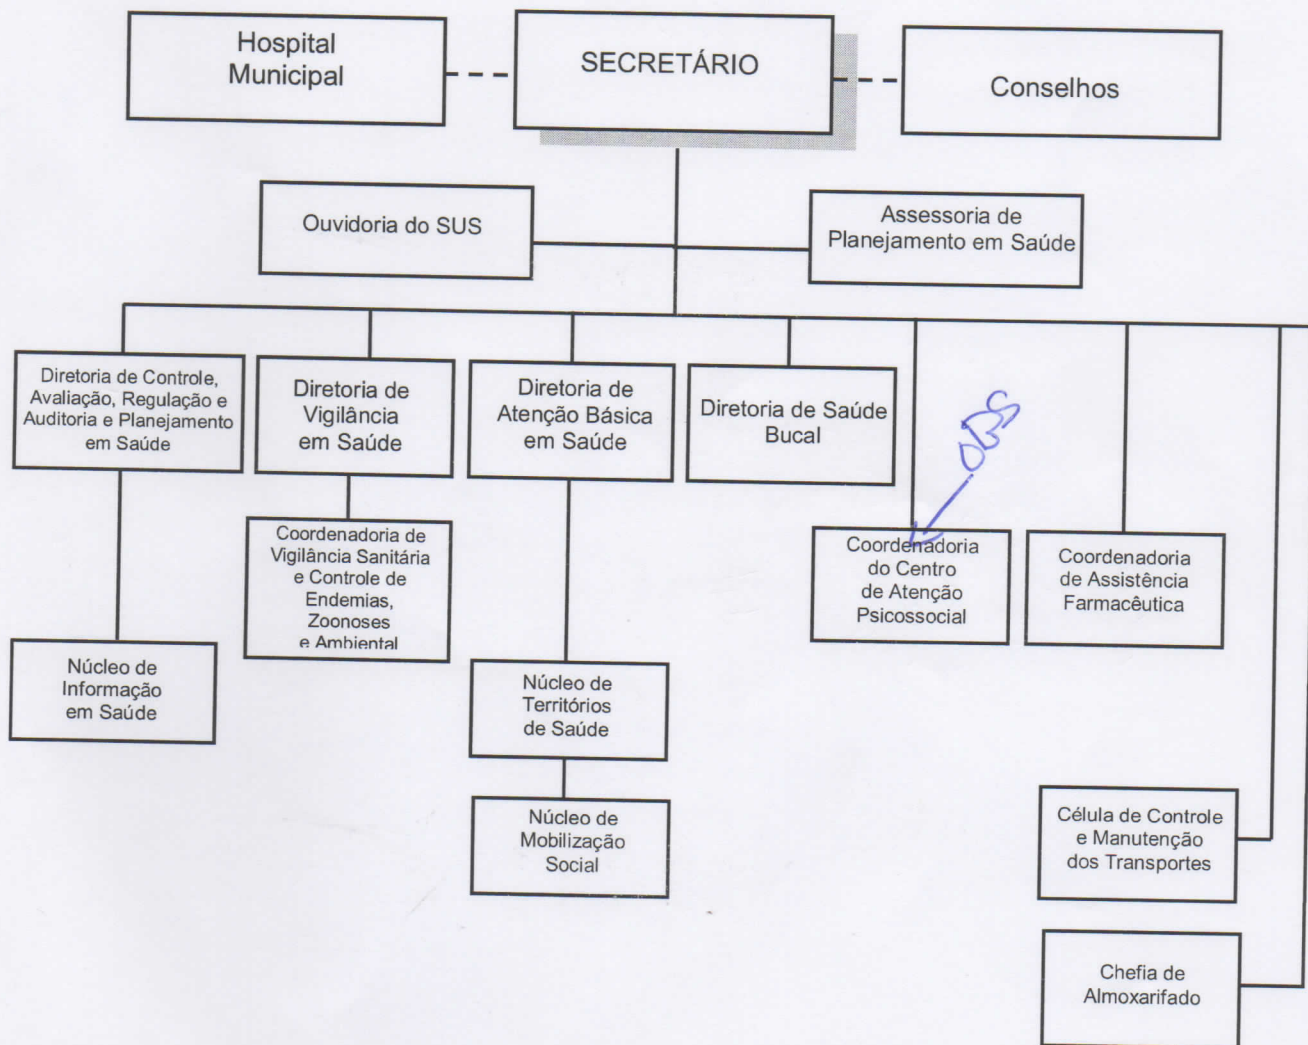 Hospital
Municipal
SECRETÁRIO
Conselhos
Ouvidoria do SUS
Assessoria de
Planejamento em Saúde
Diretoria de Controle,
Avaliação, Regulação e
Auditoria e Planejamento
em Saúde
Diretoria de
Vigilância
em Saúde
Diretoria de
Atenção Básica
em Saúde
Diretoria de Saúde
Bucal
OBS
Coordenadoria de
Vigilância Sanitária
e Controle de
Endemias,
Zoonoses
e Ambiental
Coordenadoria
do Centro
de Atenção
Psicossocial
Coordenadoria
de Assistência
Farmacêutica
Núcleo de
Informação
em Saúde
Núcleo de
Territórios
de Saúde
Núcleo de
Mobilização
Social
Célula de Controle
e Manutenção
dos Transportes
Chefia de
Almoxarifado